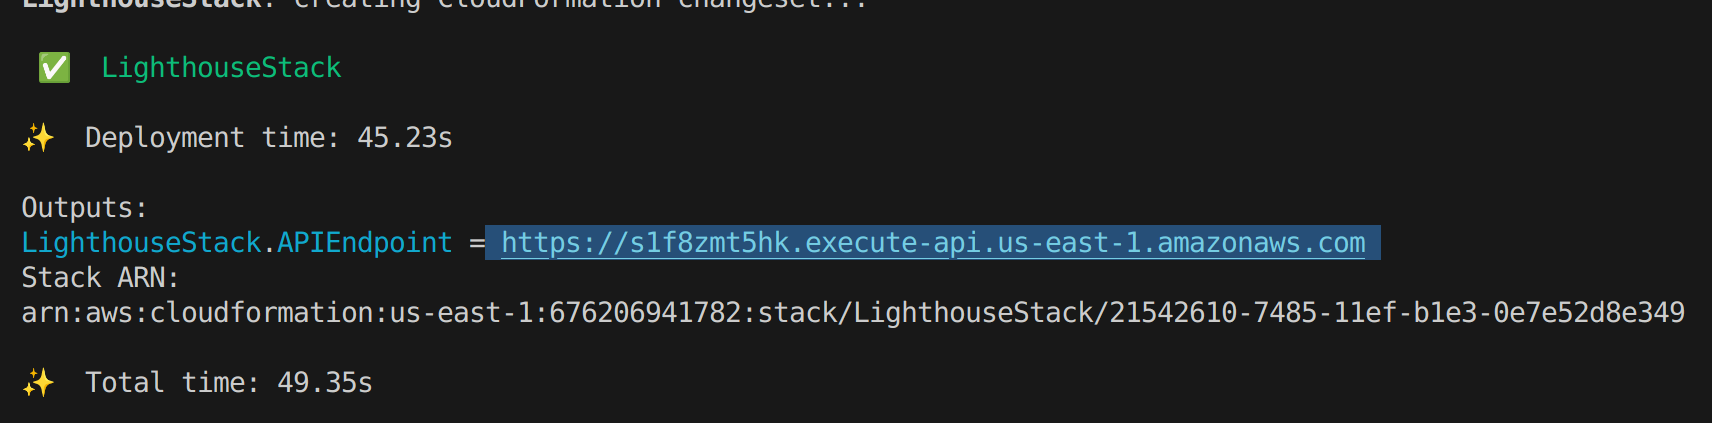 LighthouseStack: creating CloudFormation changeset...
✅ LighthouseStack
✨ Deployment time: 45.23s
Outputs:
LighthouseStack.APIEndpoint = https://s1f8zmt5hk.execute-api.us-east-1.amazonaws.com
Stack ARN:
arn:aws:cloudformation:us-east-1:676206941782:stack/LighthouseStack/21542610-7485-11ef-b1e3-0e7e52d8e349
✨ Total time: 49.35s